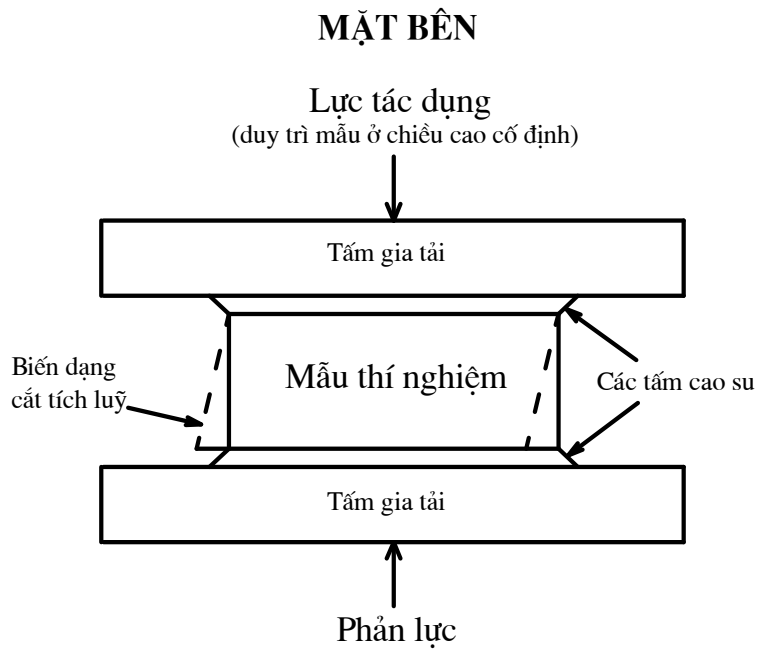 MẶT BÊN
Lực tác dụng
(duy trì mẫu ở chiều cao cố định)
Tấm gia tải
Biến dạng
cắt tích luỹ
Mẫu thí nghiệm
Các tấm cao su
Tấm gia tải
Phản lực